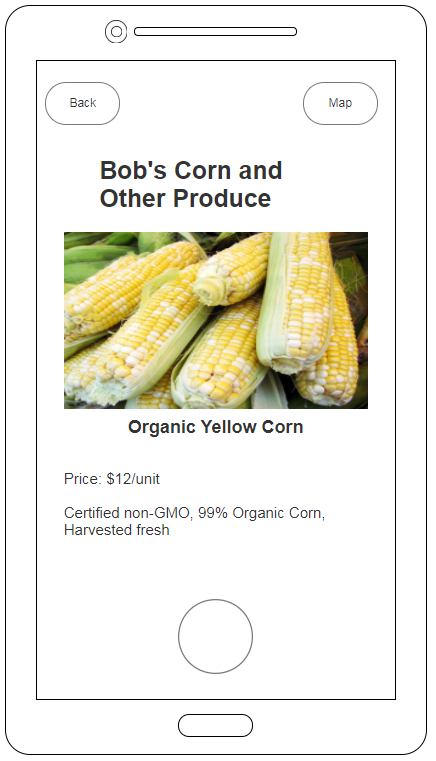 Back
Map
Bob's Corn and
Other Produce
Organic Yellow Corn
Price: $12/unit
Certified non-GMO, 99% Organic Corn,
Harvested fresh